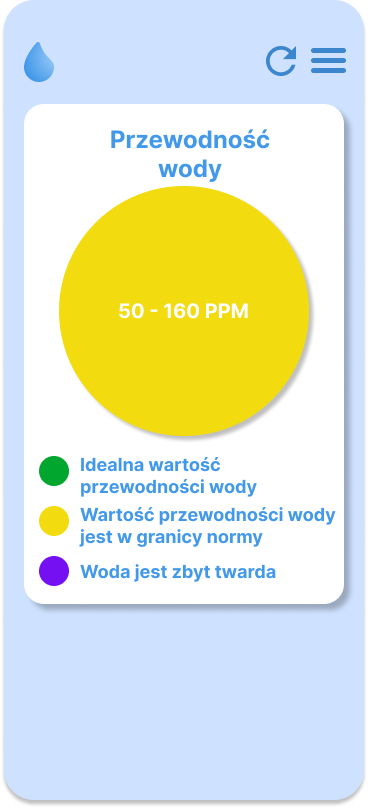 Przewodność
wody
50 - 160 PPM
Idealna wartość
przewodności wody
Wartość przewodności wody
jest w granicy normy
Woda jest zbyt twarda